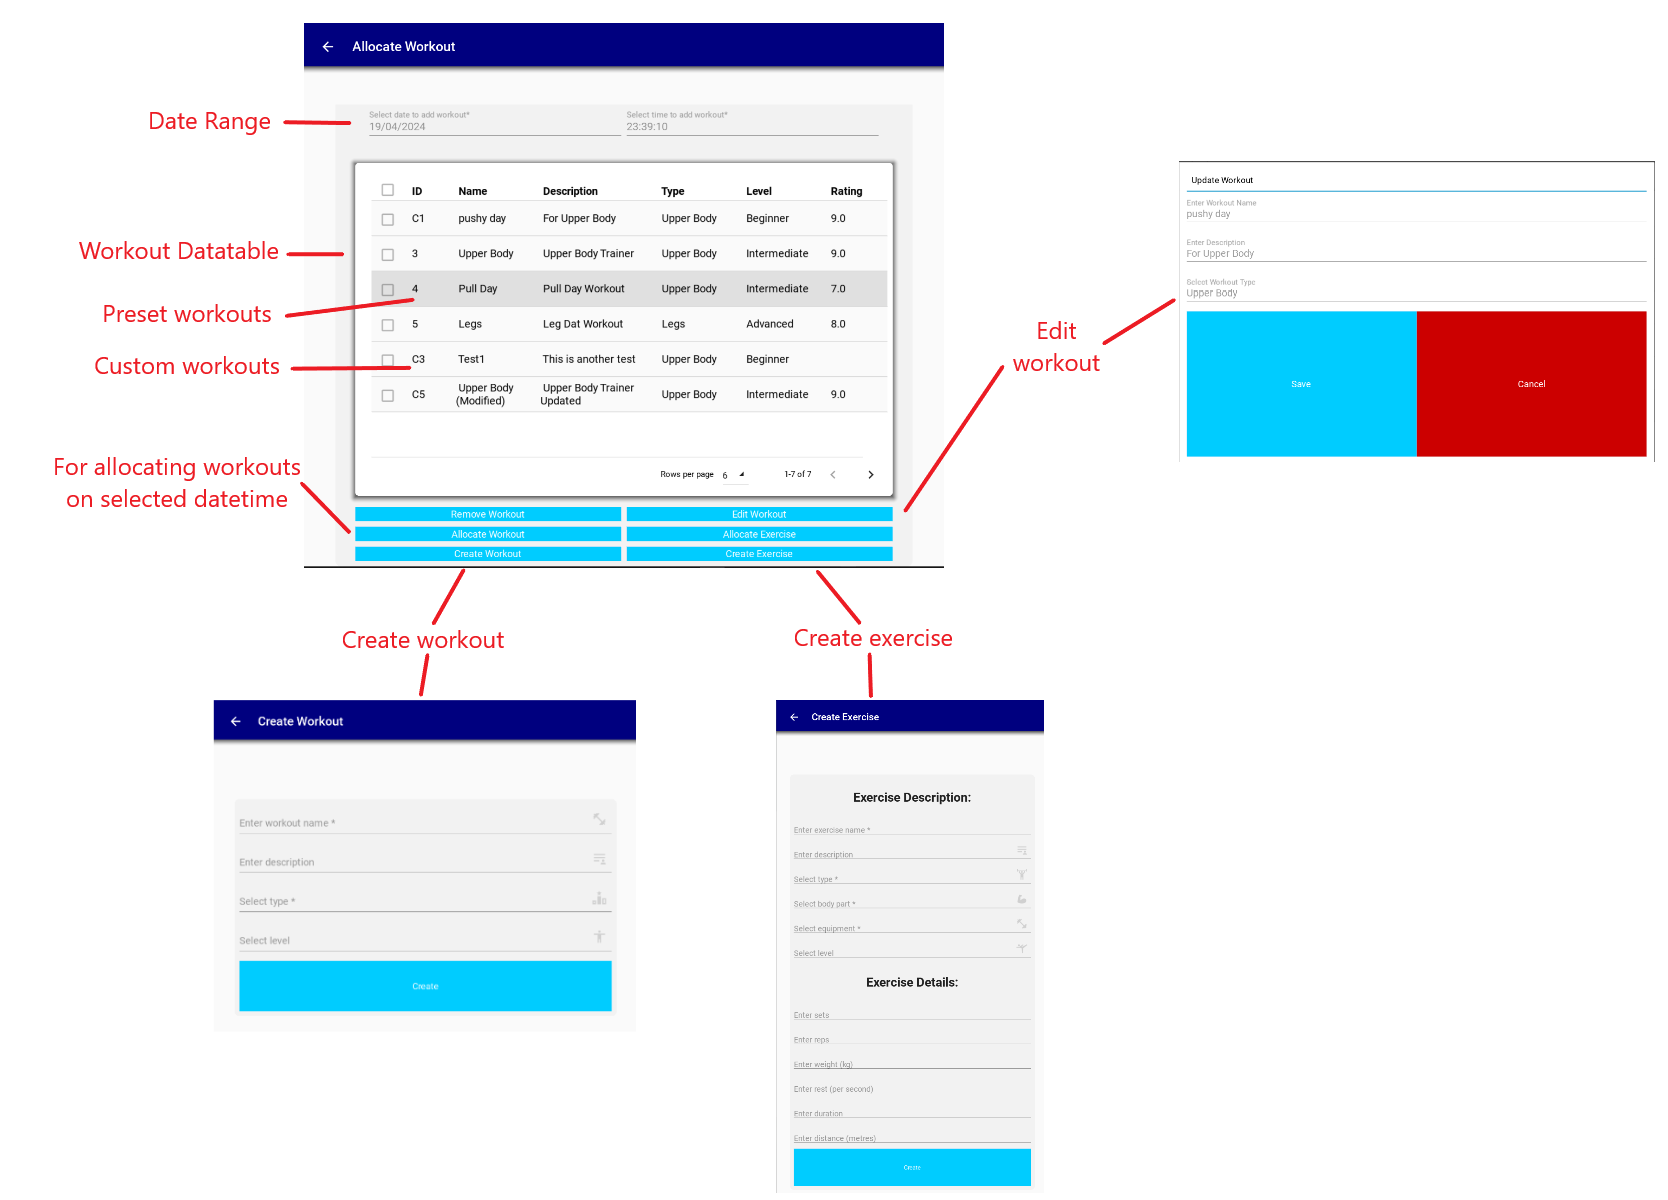 Allocate Workout
Date Range
Select date to add workout*
Select time to add workout*
19/04/2024
23:39:10
ID Name Description Type Level Rating
C1 pushy day For Upper Body Upper Body Beginner 9.0
3 Upper Body Upper Body Trainer Upper Body Intermediate 9.0
4 Pull Day Pull Day Workout Upper Body Intermediate 7.0
5 Legs Leg Dat Workout Legs Advanced 8.0
C3 Test1 This is another test Upper Body Beginner
C5 Upper Body (Modified) Upper Body Trainer Updated Upper Body Intermediate 9.0
Rows per page 6 1-7 of 7
Workout Datatable
Preset workouts
Custom workouts
For allocating workouts
on selected datetime
Remove Workout
Edit Workout
Allocate Workout
Allocate Exercise
Create Workout
Create Exercise
Edit
workout
Update Workout
Enter Workout Name
pushy day
Enter Description
For Upper Body
Select Workout Type
Upper Body
Save
Cancel
Create workout
Create Workout
Enter workout name *
Enter description
Select type *
Select level
Create
Create exercise
Create Exercise
Exercise Description:
Enter exercise name *
Enter description
Select type *
Select body part *
Select equipment *
Select level
Exercise Details:
Enter sets
Enter reps
Enter weight (kg)
Enter rest (per second)
Enter duration
Enter distance (metres)
Create